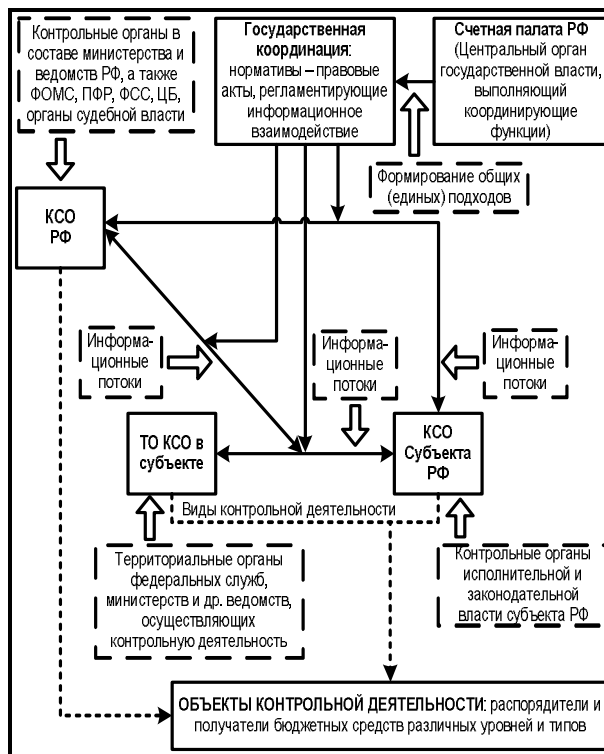 Контрольные органы в
составе министерства и
ведомств РФ, а также
ФОМС, ПФР, ФСС, ЦБ,
органы судебной власти
Государственная
координация:
нормативы – правовые
акты, регламентирующие
информационное
взаимодействие
Счетная палата РФ
(Центральный орган
государственной власти,
выполняющий
координирующие
функции)
Формирование общих
(единых) подходов
КСО
РФ
Информа-
ционные
потоки
Информа-
ционные
потоки
Информа-
ционные
потоки
ТО КСО в
субъекте
КСО
Субъекта
РФ
Виды контрольной деятельности
Территориальные органы
федеральных служб,
министерств и др. ведомств,
осуществляющих
контрольную деятельность
Контрольные органы
исполнительной и
законодательной
власти субъекта РФ
ОБЪЕКТЫ КОНТРОЛЬНОЙ ДЕЯТЕЛЬНОСТИ: распорядители и
получатели бюджетных средств различных уровней и типов